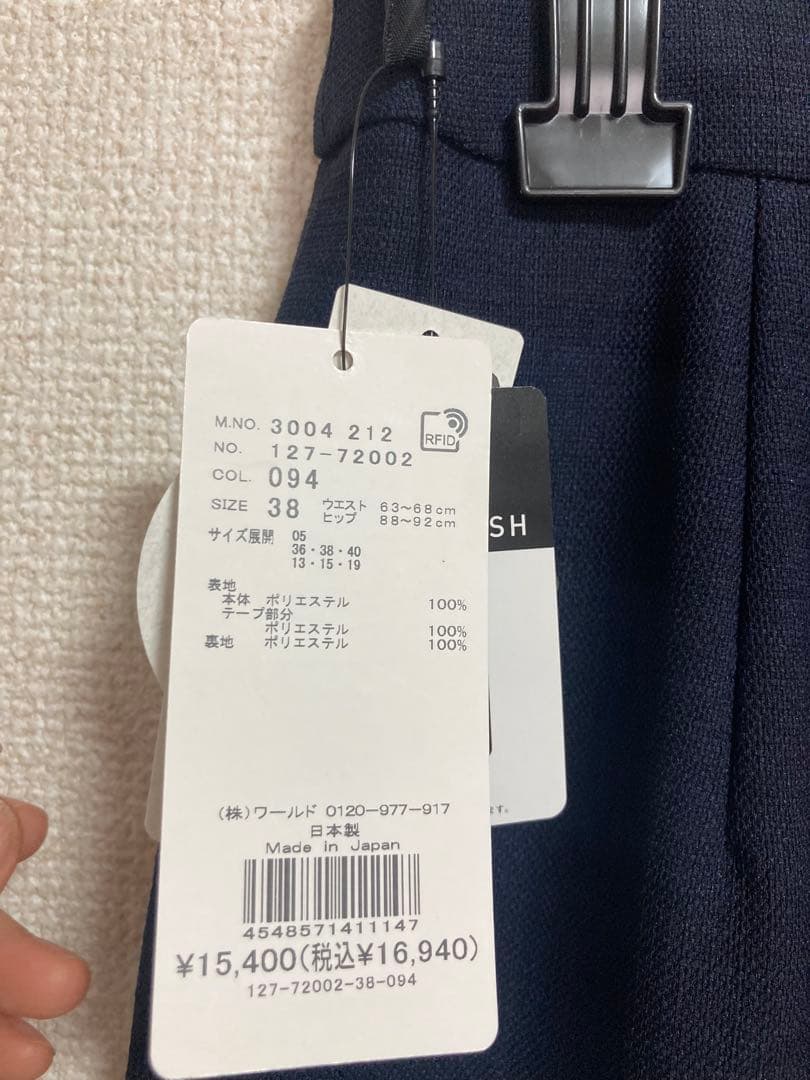 M.NO. 3004 212
RFID
NO. 127-72002
COL. 094
SIZE 38 ウエスト 63~68cm
ヒップ 88~92cm
サイズ展開 05
36・38・40
13・15・19
表地
本体 ポリエステル 100%
テープ部分
ポリエステル 100%
裏地 ポリエステル 100%
(株)ワールド 0120-977-917
日本製
Made in Japan
4548571411147
¥15,400(税込¥16,940)
127-72002-38-094
SH
ます。